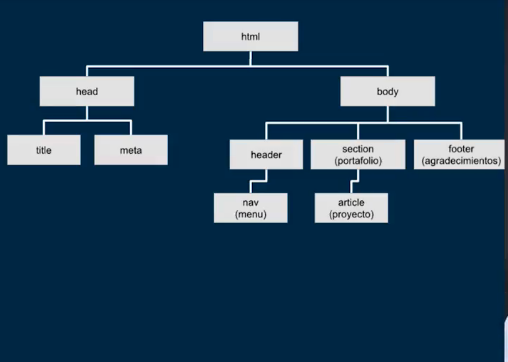 html
head
body
title
meta
header
section
(portafolio)
footer
(agradecimientos)
nav
(menu)
article
(proyecto)